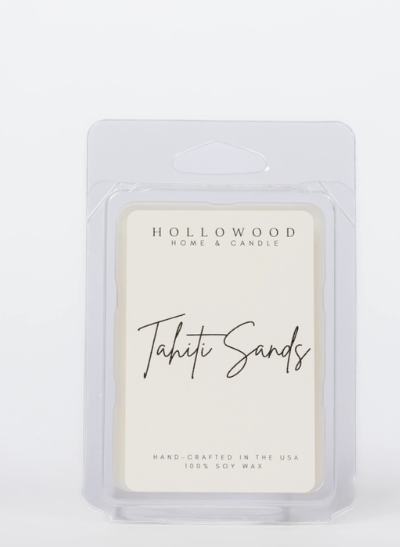 HOLLOWOOD
HOME & CANDLE
Tahiti Sands
HAND-CRAFTED IN THE USA
100% SOY WAX